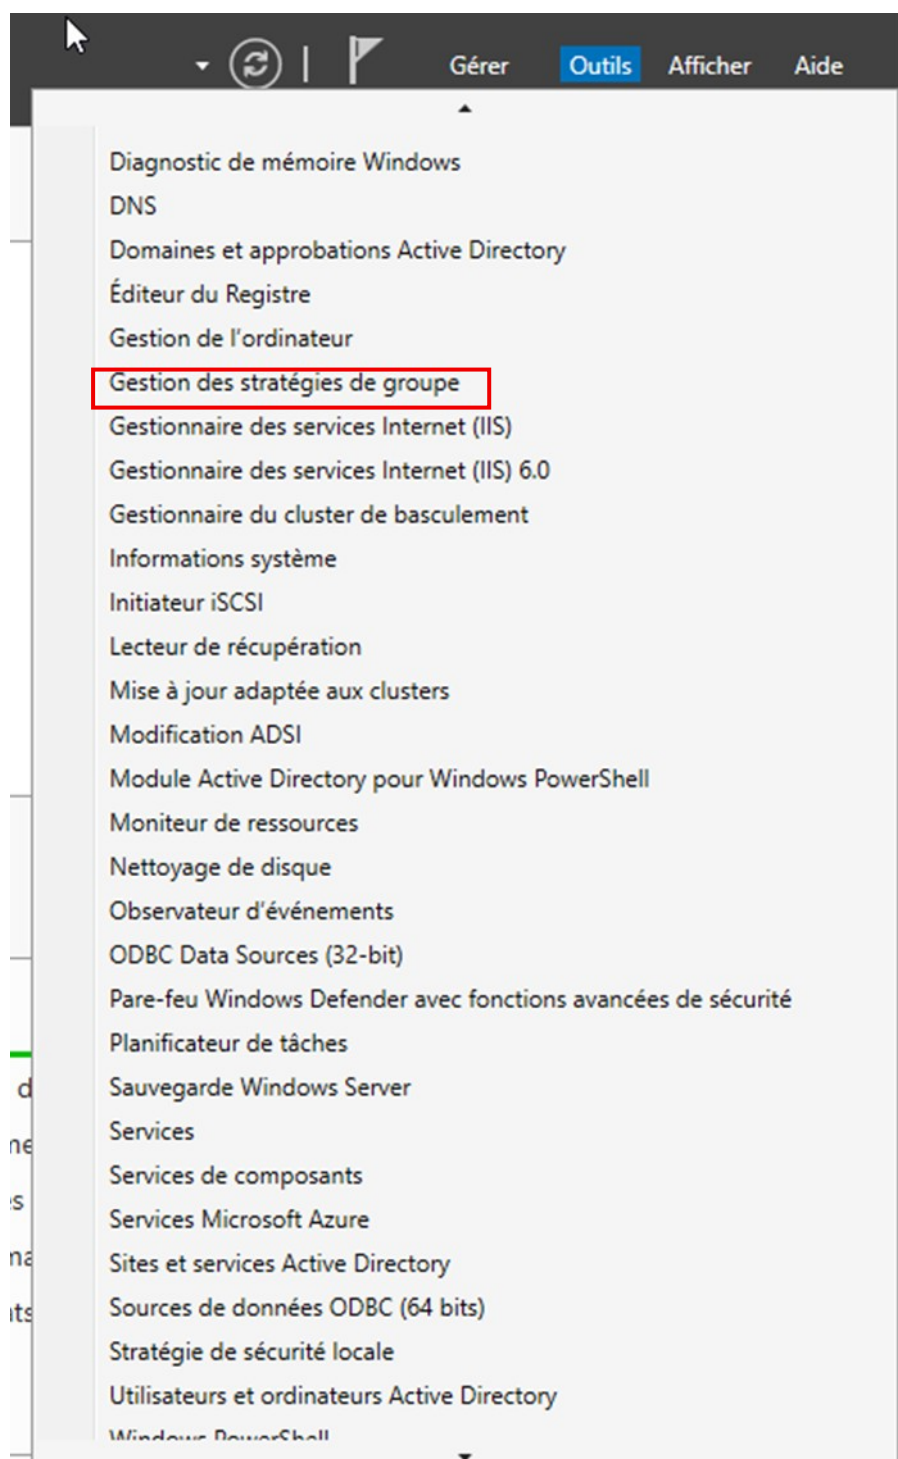 Gérer Outils Afficher Aide
Diagnostic de mémoire Windows
DNS
Domaines et approbations Active Directory
Éditeur du Registre
Gestion de l'ordinateur
Gestion des stratégies de groupe
Gestionnaire des services Internet (IIS)
Gestionnaire des services Internet (IIS) 6.0
Gestionnaire du cluster de basculement
Informations système
Initiateur iSCSI
Lecteur de récupération
Mise à jour adaptée aux clusters
Modification ADSI
Module Active Directory pour Windows PowerShell
Moniteur de ressources
Nettoyage de disque
Observateur d'événements
ODBC Data Sources (32-bit)
Pare-feu Windows Defender avec fonctions avancées de sécurité
Planificateur de tâches
Sauvegarde Windows Server
Services
Services de composants
Services Microsoft Azure
Sites et services Active Directory
Sources de données ODBC (64 bits)
Stratégie de sécurité locale
Utilisateurs et ordinateurs Active Directory
Windows PowerShell